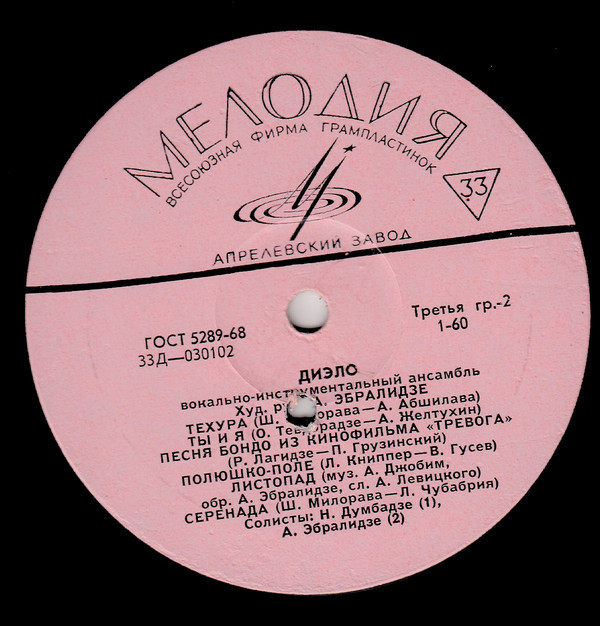 МЕЛОДИЯ
ВСЕСОЮЗНАЯ ФИРМА ГРАМПЛАСТИНОК
33
АПРЕЛЕВСКИЙ ЗАВОД
ГОСТ 5289-68
33Д—030102
Третья гр.-2
1-60
ДИЭЛО
вокально-инструментальный ансамбль
Худ. А. ЭБРАЛИДЗЕ
ТЕХУРА (Ш. — А. Абшилава)
ТЫ И Я (О. — А. Желтухин)
ПЕСНЯ БОНДО ИЗ КИНОФИЛЬМА «ТРЕВОГА»
(Р. Лагидзе — П. Грузинский)
ПОЛЮШКО-ПОЛЕ (Л. Книппер — В. Гусев)
ЛИСТОПАД (муз. А. Джобим,
обр. А. Эбралидзе, сл. А. Левицкого)
СЕРЕНАДА (Ш. Милорава — Л. Чубабрия)
Солисты: Н. Думбадзе (1),
А. Эбралидзе (2)